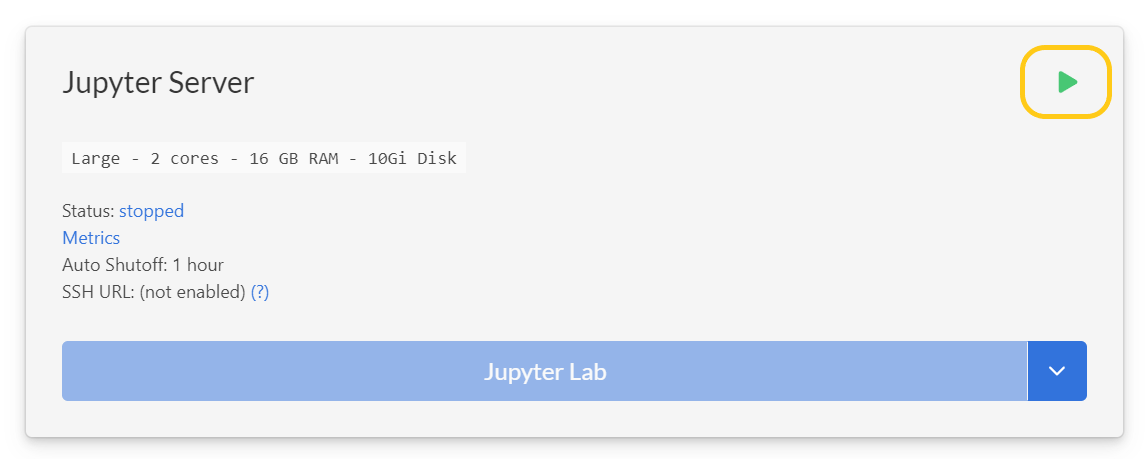 Jupyter Server
Large - 2 cores - 16 GB RAM - 10Gi Disk
Status: stopped
Metrics
Auto Shutoff: 1 hour
SSH URL: (not enabled) (?)
Jupyter Lab